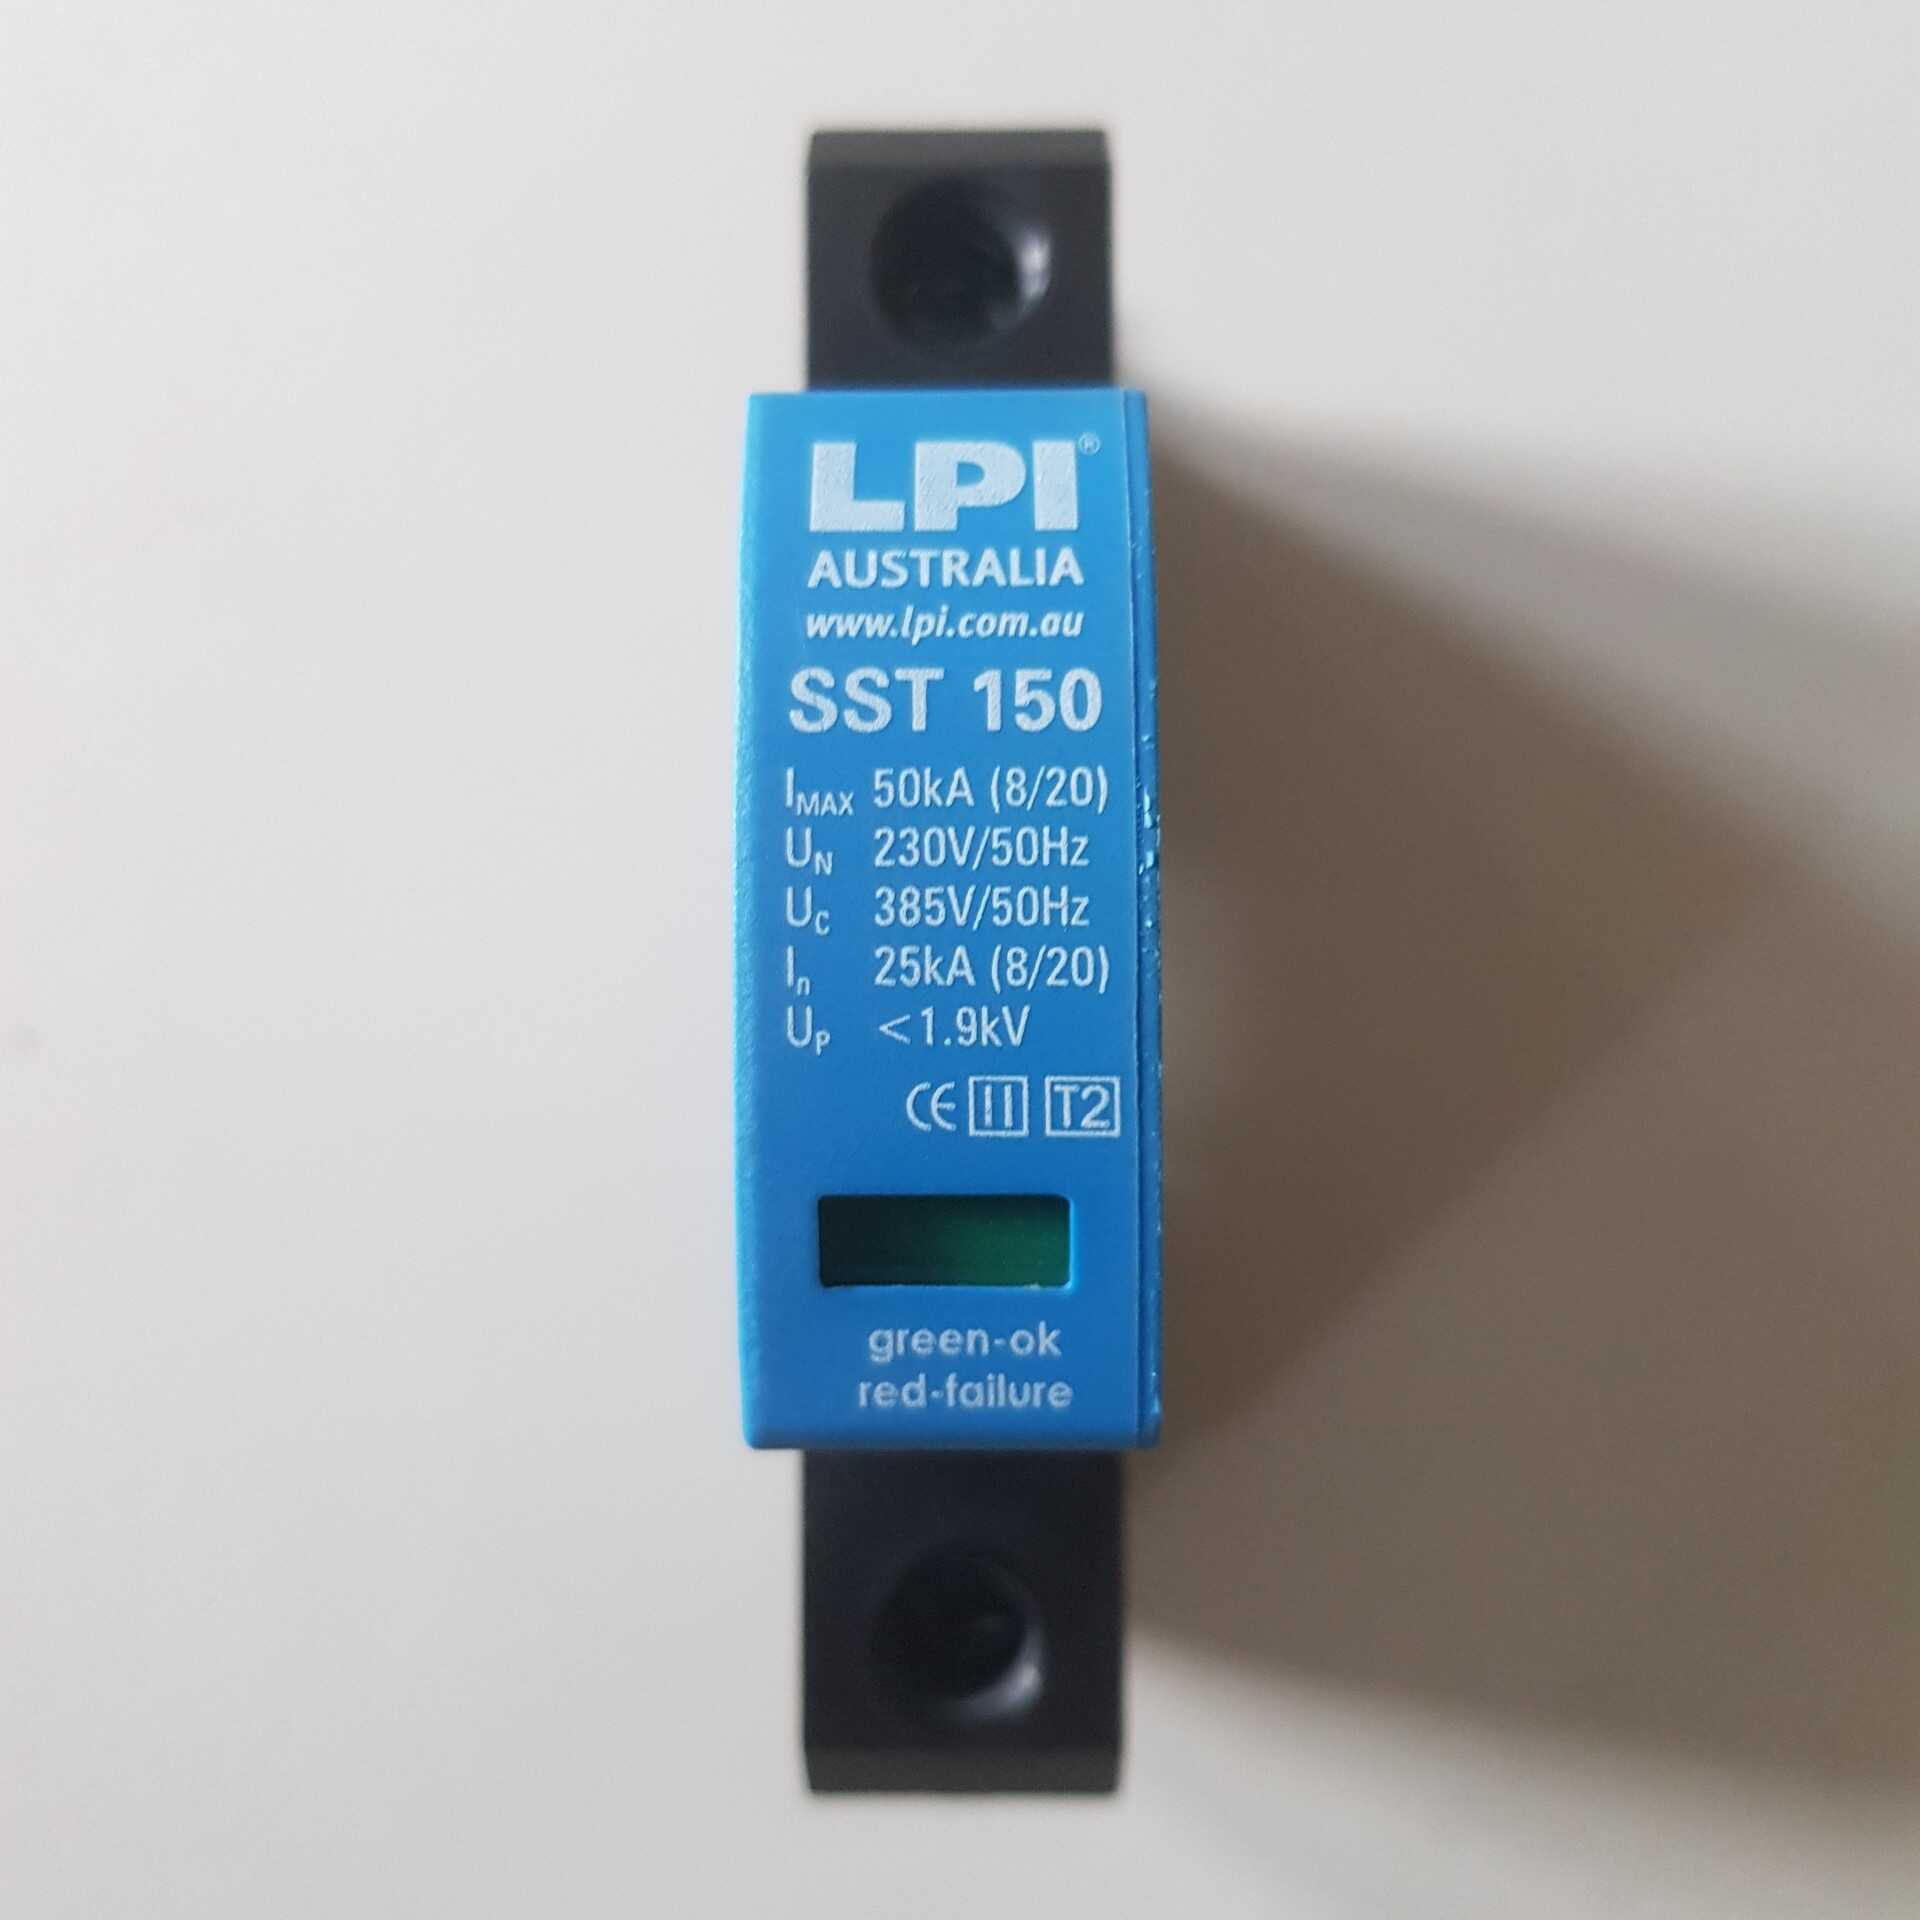 LPI®
AUSTRALIA
www.lpi.com.au
SST 150
IMAX 50kA (8/20)
UN 230V/50Hz
UC 385V/50Hz
In 25kA (8/20)
UP <1.9kV
CE II T2
green-ok
red-failure